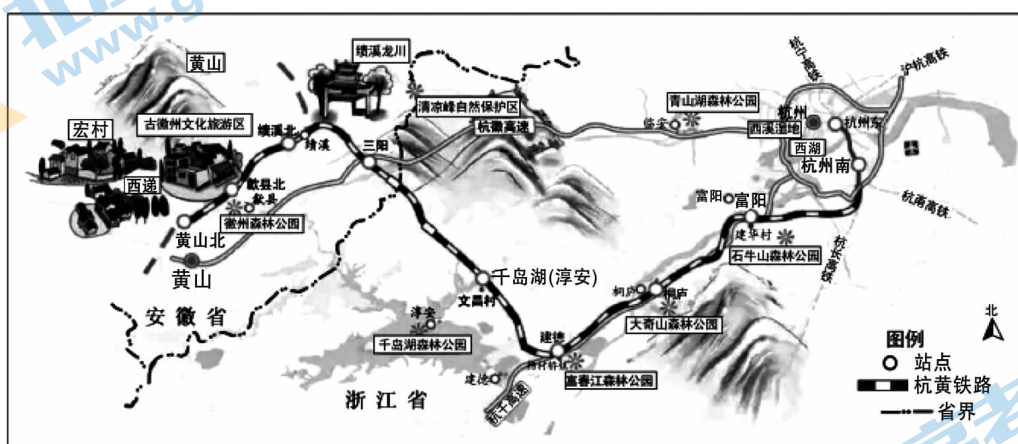 www.g
黄山
绩溪龙川
宏村
古徽州文化旅游区
绩溪北
绩溪
西递
歙县北
歙县
徽州森林公园
黄山北
黄山
三阳
清凉峰自然保护区
杭徽高速
临安
青山湖森林公园
杭宁高铁
沪杭高铁
杭州
西溪湿地
西湖
杭州东
杭州南
杭甬高铁
杭长高铁
富阳
富阳
建华村
石牛山森林公园
桐庐
桐庐
大奇山森林公园
千岛湖(淳安)
文昌村
淳安
千岛湖森林公园
建德
杨村桥镇
富春江森林公园
建德
杭千高速
安徽省
浙江省
北
图例
站点
杭黄铁路
省界